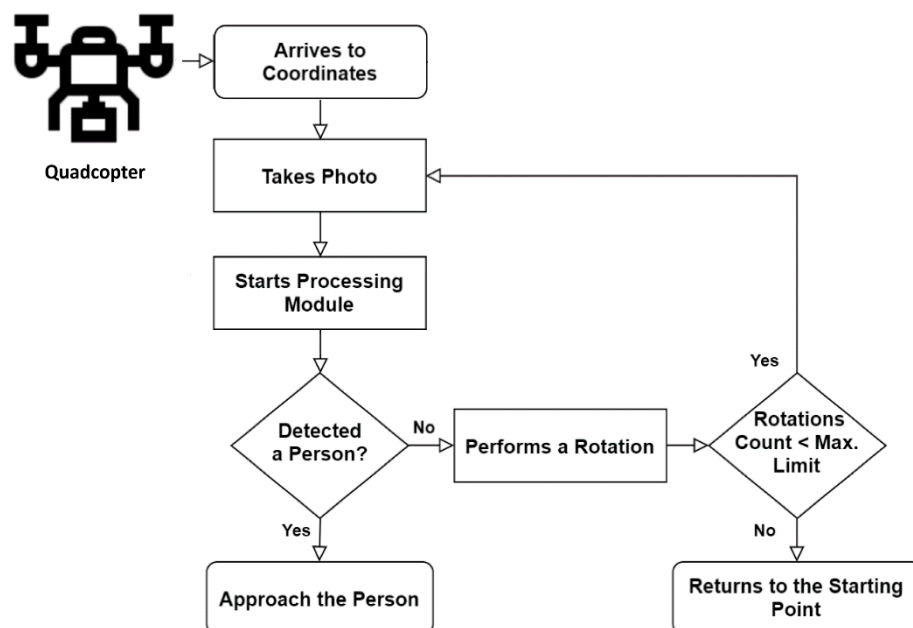 Arrives to
Coordinates
Quadcopter
Takes Photo
Starts Processing
Module
Yes
Detected
a Person?
No
Performs a Rotation
Rotations
Count < Max.
Limit
Yes
No
Approach the Person
Returns to the Starting
Point